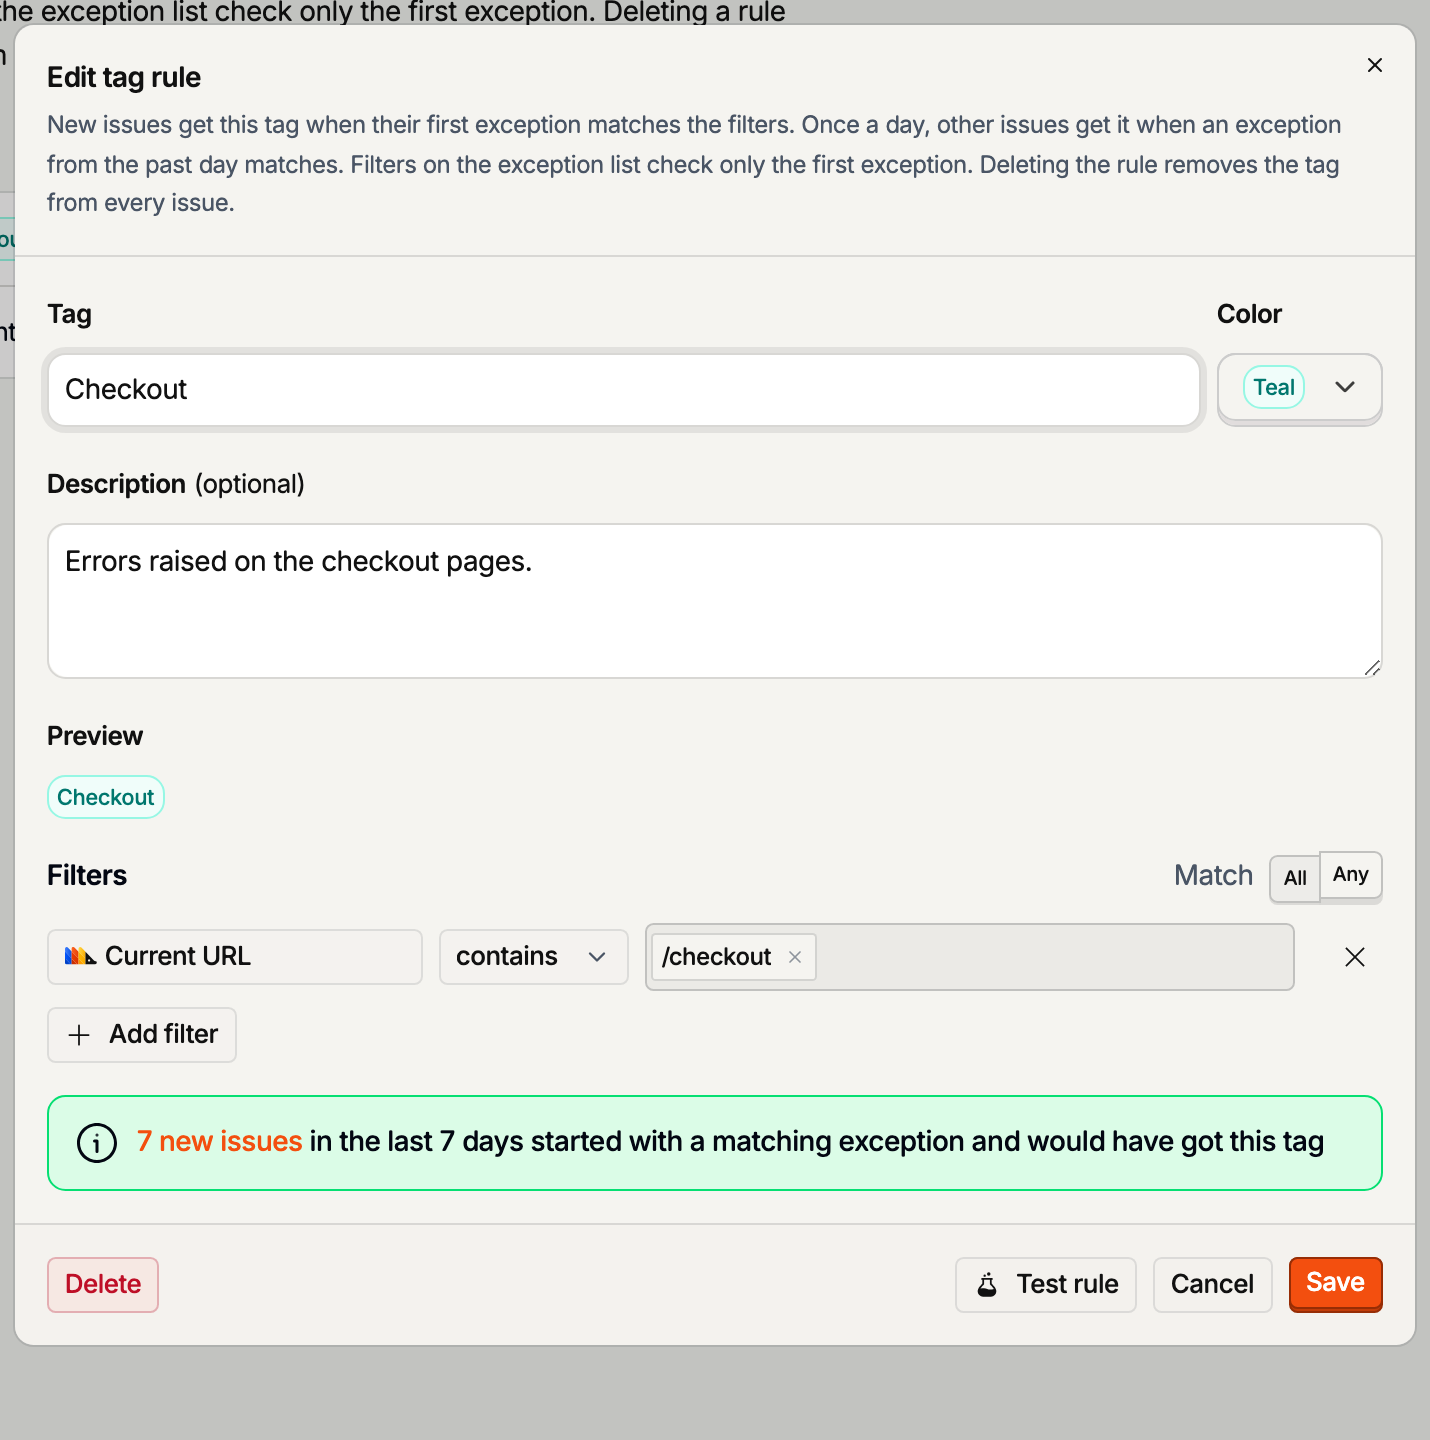 the exception list check only the first exception. Deleting a rule
Edit tag rule
New issues get this tag when their first exception matches the filters. Once a day, other issues get it when an exception
from the past day matches. Filters on the exception list check only the first exception. Deleting the rule removes the tag
from every issue.
Tag
Color
Checkout
Teal
Description (optional)
Errors raised on the checkout pages.
Preview
Checkout
Filters
Match All Any
Current URL contains /checkout
Add filter
7 new issues in the last 7 days started with a matching exception and would have got this tag
Delete
Test rule
Cancel
Save